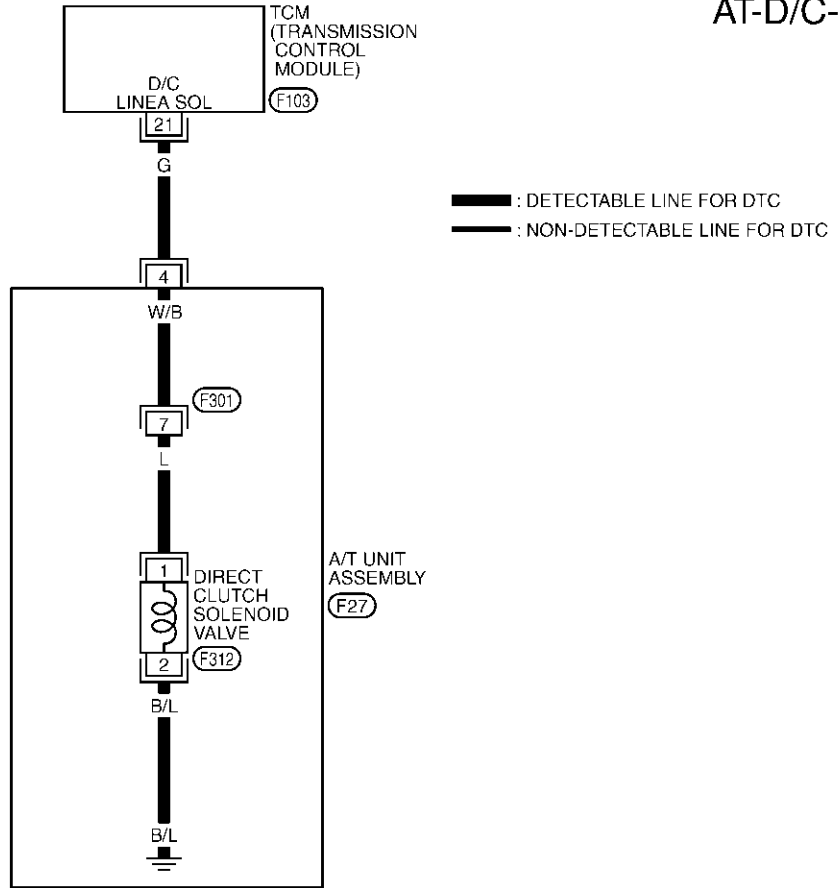 AT-D/C-
TCM
(TRANSMISSION
CONTROL
MODULE)
F103
D/C
LINEA SOL
21
G
: DETECTABLE LINE FOR DTC
: NON-DETECTABLE LINE FOR DTC
4
W/B
F301
7
L
1
DIRECT
CLUTCH
SOLENOID
VALVE
F312
2
A/T UNIT
ASSEMBLY
F27
B/L
B/L